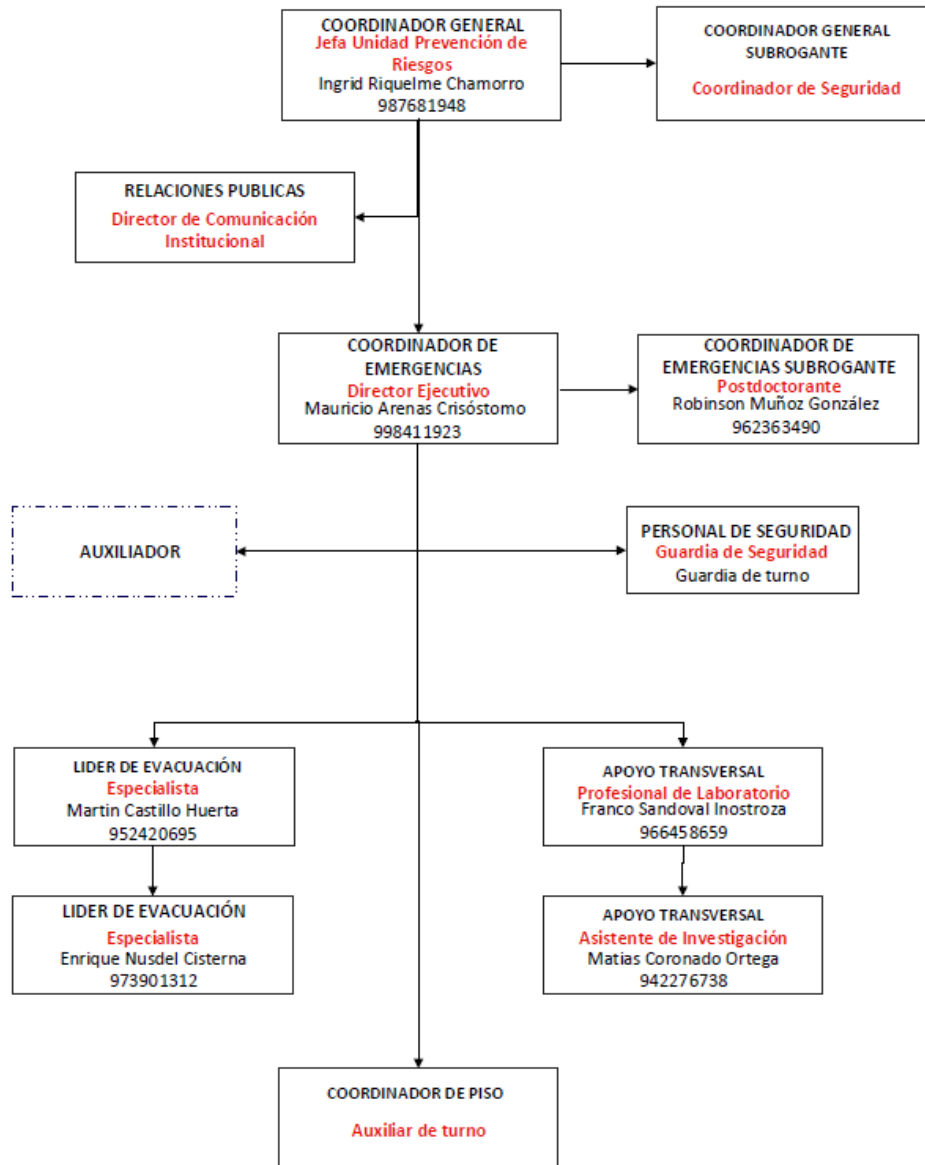 COORDINADOR GENERAL
Jefa Unidad Prevención de
Riesgos
Ingrid Riquelme Chamorro
987681948
COORDINADOR GENERAL
SUBROGANTE
Coordinador de Seguridad
RELACIONES PUBLICAS
Director de Comunicación
Institucional
COORDINADOR DE
EMERGENCIAS
Director Ejecutivo
Mauricio Arenas Crisóstomo
998411923
COORDINADOR DE
EMERGENCIAS SUBROGANTE
Postdoctorante
Robinson Muñoz González
962363490
AUXILIADOR
PERSONAL DE SEGURIDAD
Guardia de Seguridad
Guardia de turno
LIDER DE EVACUACIÓN
Especialista
Martin Castillo Huerta
952420695
APOYO TRANSVERSAL
Profesional de Laboratorio
Franco Sandoval Inostroza
966458659
LIDER DE EVACUACIÓN
Especialista
Enrique Nusdel Cisterna
973901312
APOYO TRANSVERSAL
Asistente de Investigación
Matias Coronado Ortega
942276738
COORDINADOR DE PISO
Auxiliar de turno